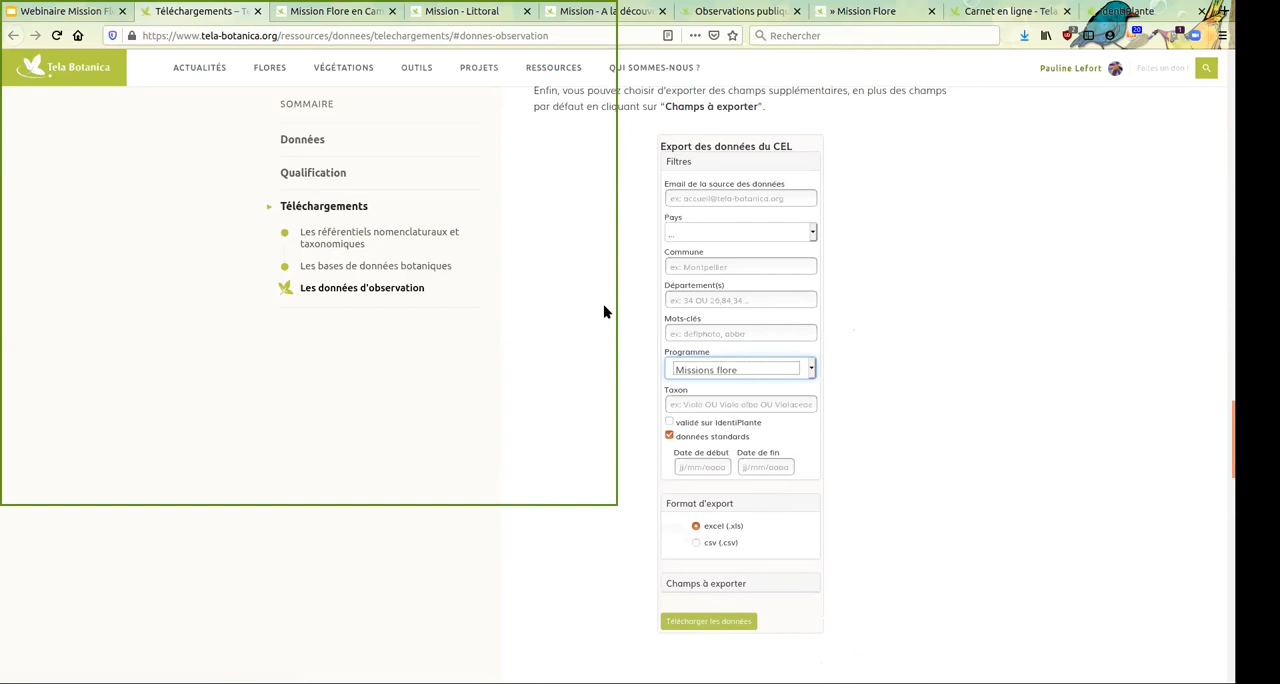 Webinaire Mission Fl
Téléchargements – T
Mission Flore en Cam
Mission - Littoral
Mission - A la découv
Observations publiqu
» Mission Flore
Carnet en ligne - Tela
IdentiPlante
https://www.tela-botanica.org/ressources/donnees/telechargements/#donnes-observation
Rechercher
20
1
Tela Botanica
ACTUALITÉS
FLORES
VÉGÉTATIONS
OUTILS
PROJETS
RESSOURCES
QUI SOMMES-NOUS ?
Pauline Lefort
Faites un don !
SOMMAIRE
Données
Qualification
Téléchargements
Les référentiels nomenclaturaux et
taxonomiques
Les bases de données botaniques
Les données d'observation
Enfin, vous pouvez choisir d'exporter des champs supplémentaires, en plus des champs
par défaut en cliquant sur "Champs à exporter".
Export des données du CEL
Filtres
Email de la source des données
ex: accueil@tela-botanica.org
Pays
...
Commune
ex: Montpellier
Département(s)
ex: 34 OU 26,84,34...
Mots-clés
ex: defiphoto, abba
Programme
Missions flore
Taxon
ex: Viola OU Viola alba OU Violaceae
validé sur IdentiPlante
données standards
Date de début
Date de fin
jj/mm/aaaa
jj/mm/aaaa
Format d'export
excel (.xls)
csv (.csv)
Champs à exporter
Télécharger les données